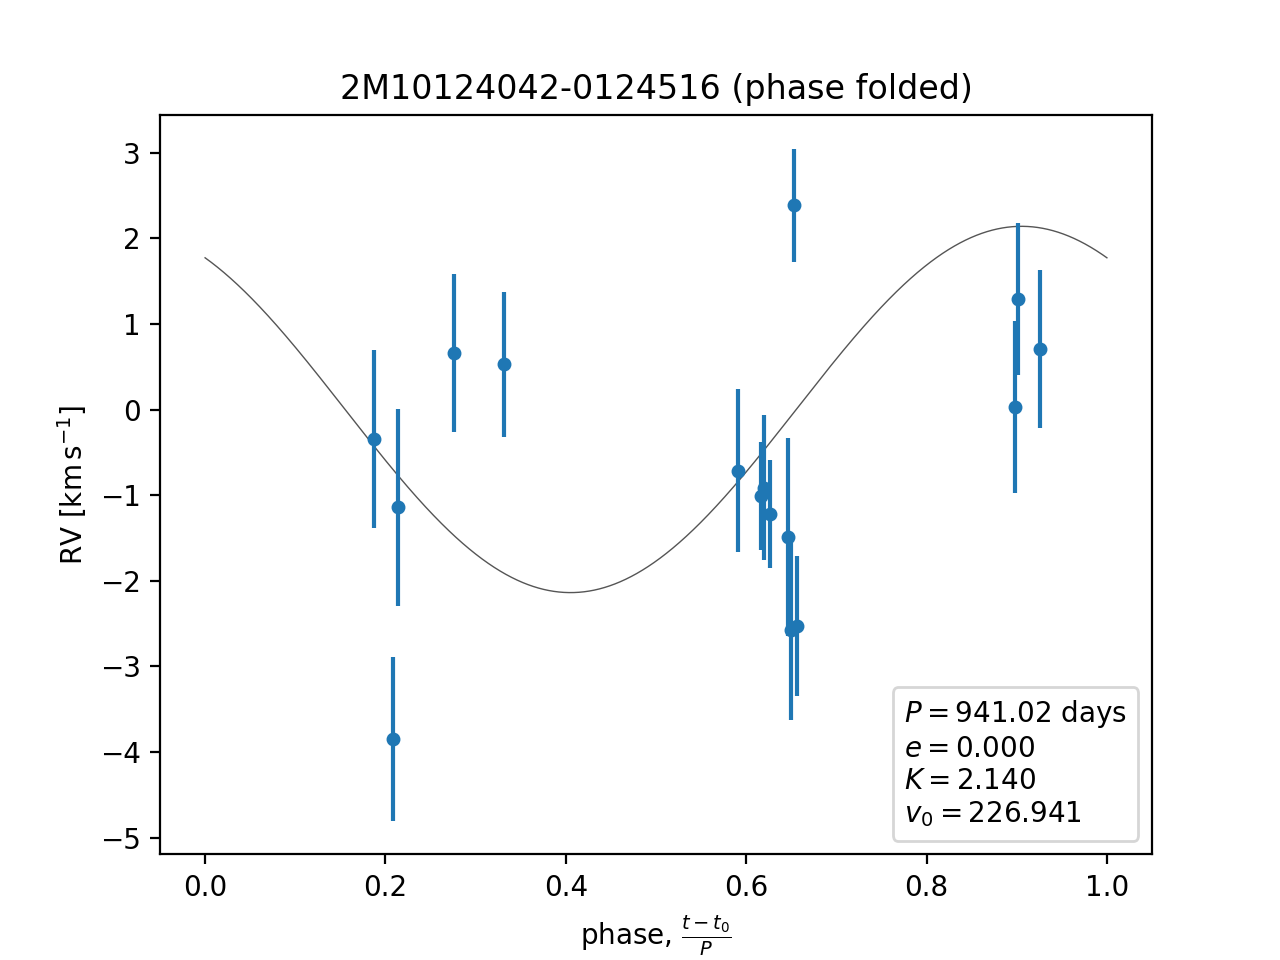 2M10124042-0124516 (phase folded)
RV [km s⁻¹]
3
2
1
0
−1
−2
−3
−4
−5
P = 941.02 days
e = 0.000
K = 2.140
v₀ = 226.941
0.0 0.2 0.4 0.6 0.8 1.0
phase, (t − t₀)/P